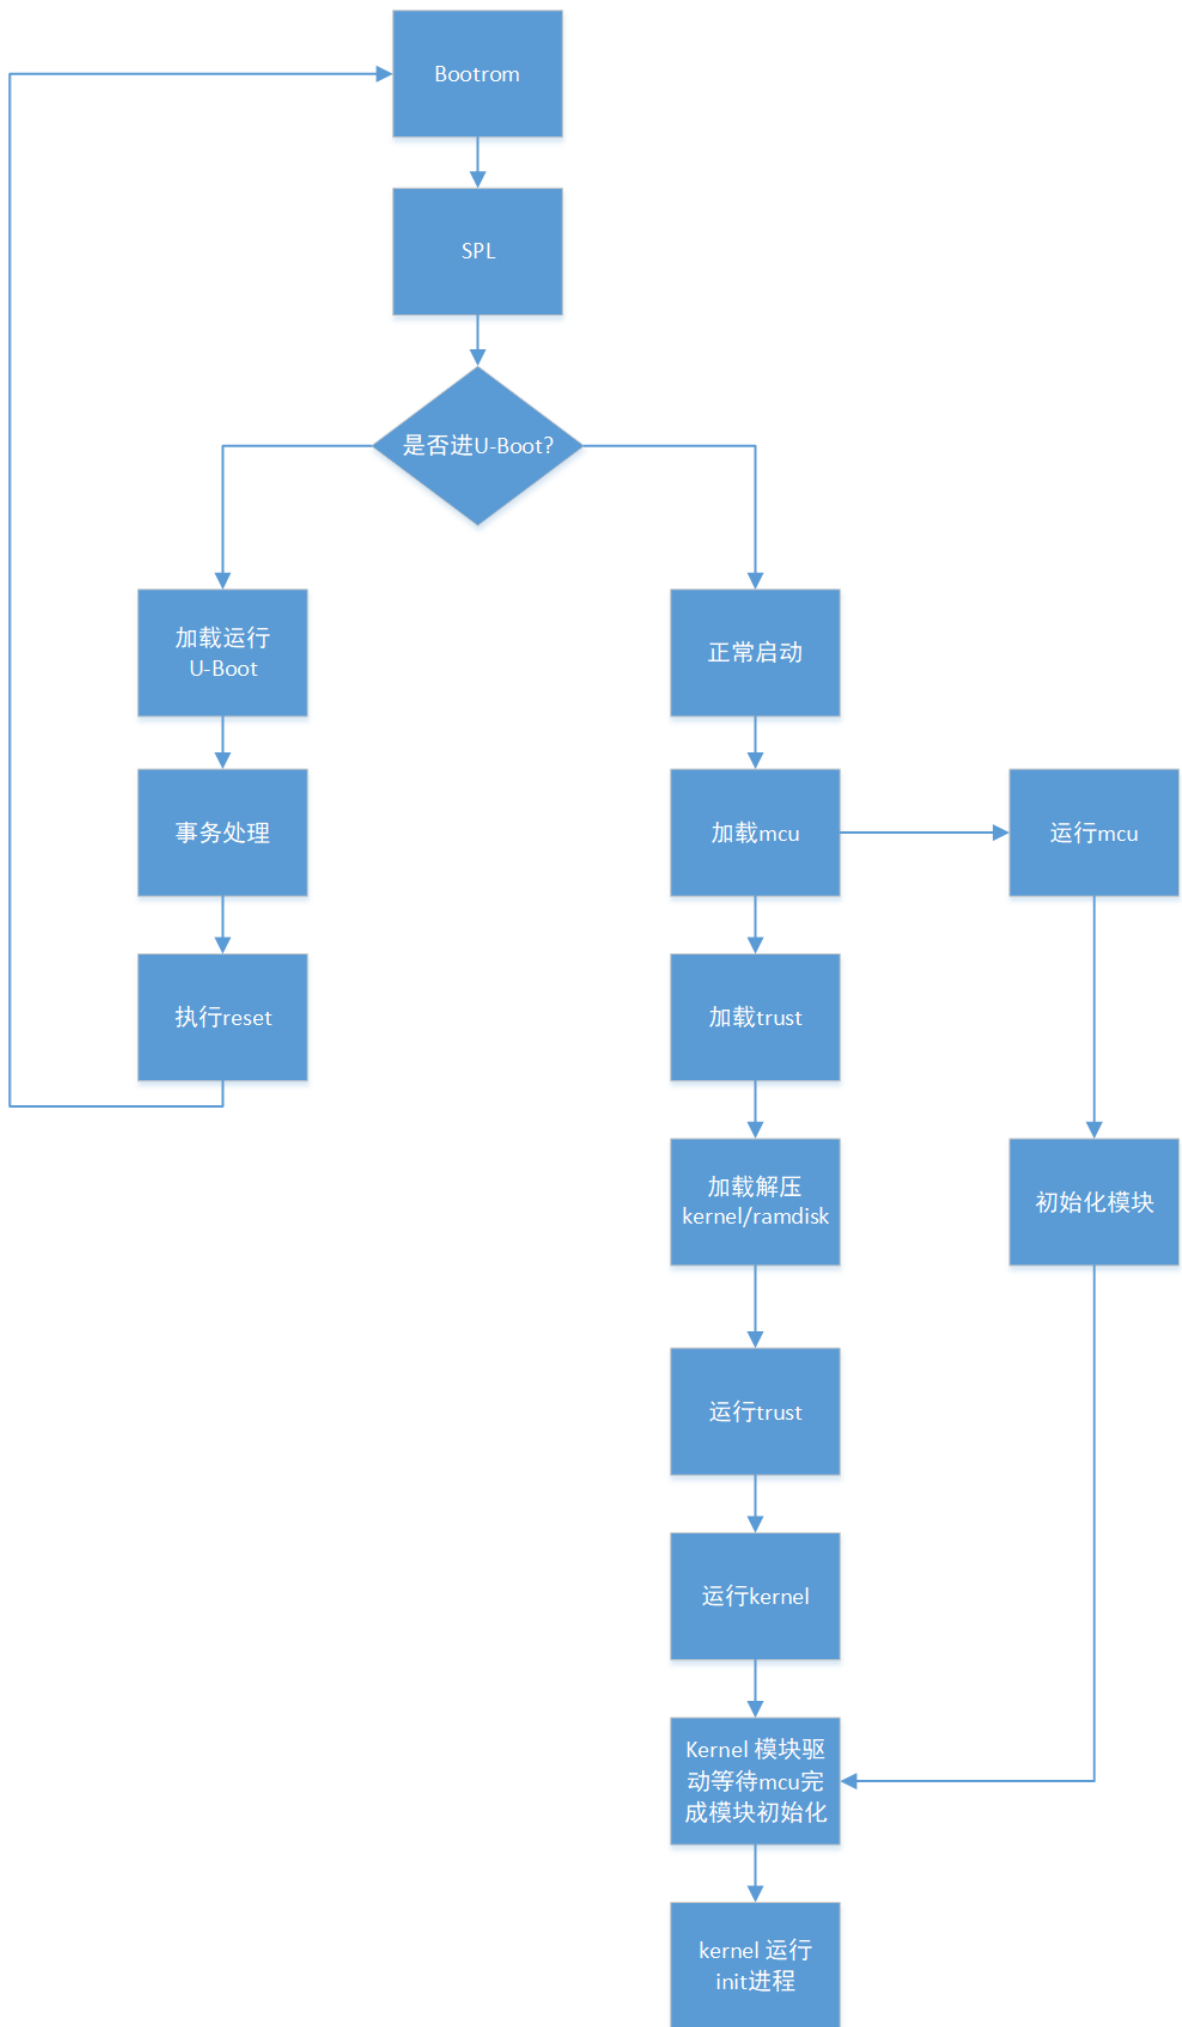 Bootrom
SPL
是否进U-Boot?
加载运行
U-Boot
正常启动
事务处理
加载mcu
运行mcu
执行reset
加载trust
加载解压
kernel/ramdisk
初始化模块
运行trust
运行kernel
Kernel 模块驱
动等待mcu完
成模块初始化
kernel 运行
init进程